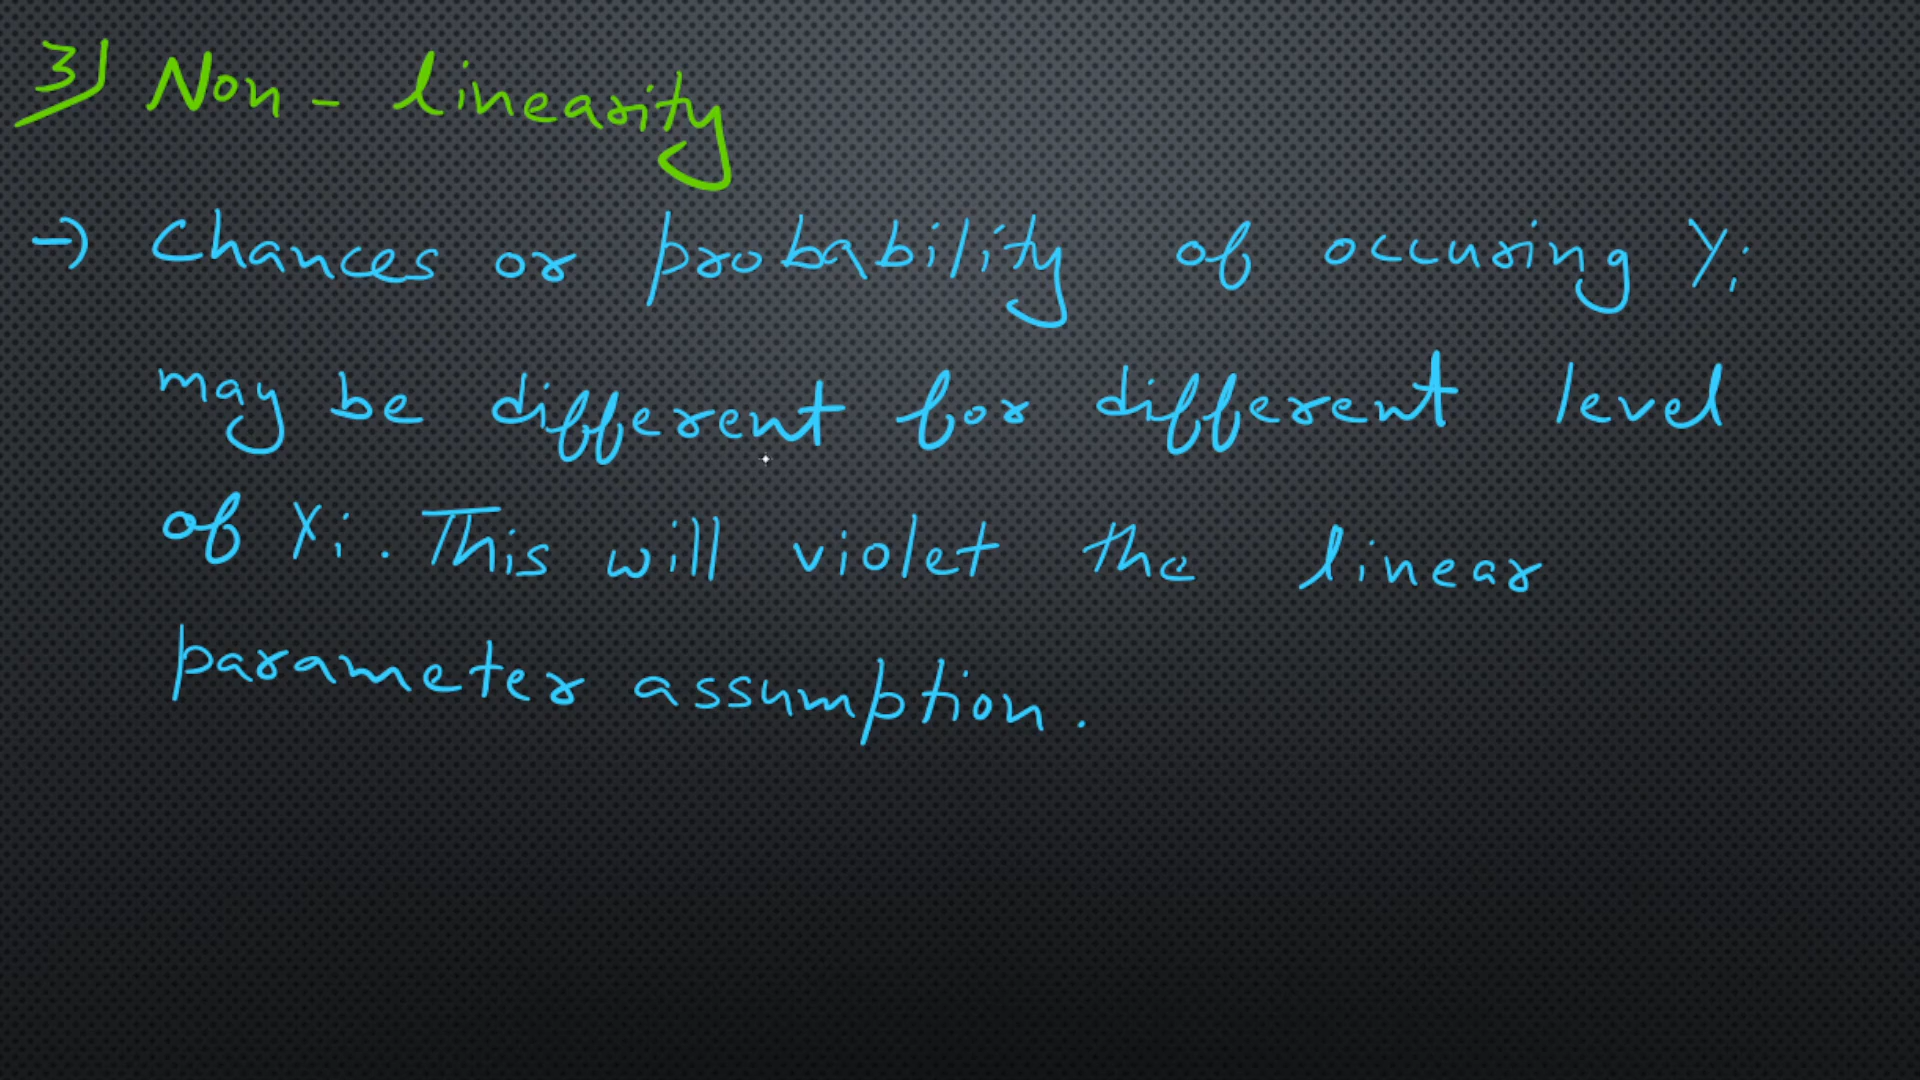 3) Non-linearity
→ Chances or probability of occuring Yi
may be different for different level
of Xi. This will violet the linear
parameter assumption.